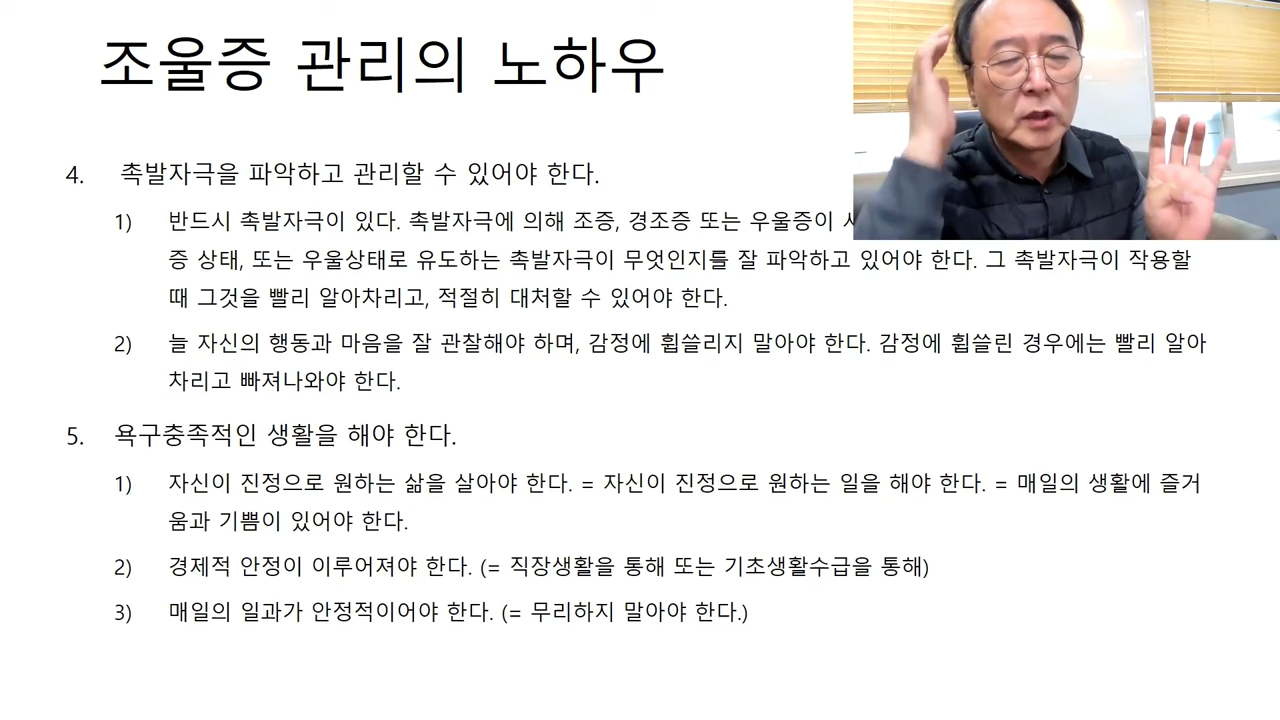 조울증 관리의 노하우
4. 촉발자극을 파악하고 관리할 수 있어야 한다.
1) 반드시 촉발자극이 있다. 촉발자극에 의해 조증, 경조증 또는 우울증이
증 상태, 또는 우울상태로 유도하는 촉발자극이 무엇인지를 잘 파악하고 있어야 한다. 그 촉발자극이 작용할
때 그것을 빨리 알아차리고, 적절히 대처할 수 있어야 한다.
2) 늘 자신의 행동과 마음을 잘 관찰해야 하며, 감정에 휩쓸리지 말아야 한다. 감정에 휩쓸린 경우에는 빨리 알아
차리고 빠져나와야 한다.
5. 욕구충족적인 생활을 해야 한다.
1) 자신이 진정으로 원하는 삶을 살아야 한다. = 자신이 진정으로 원하는 일을 해야 한다. = 매일의 생활에 즐거
움과 기쁨이 있어야 한다.
2) 경제적 안정이 이루어져야 한다. (= 직장생활을 통해 또는 기초생활수급을 통해)
3) 매일의 일과가 안정적이어야 한다. (= 무리하지 말아야 한다.)